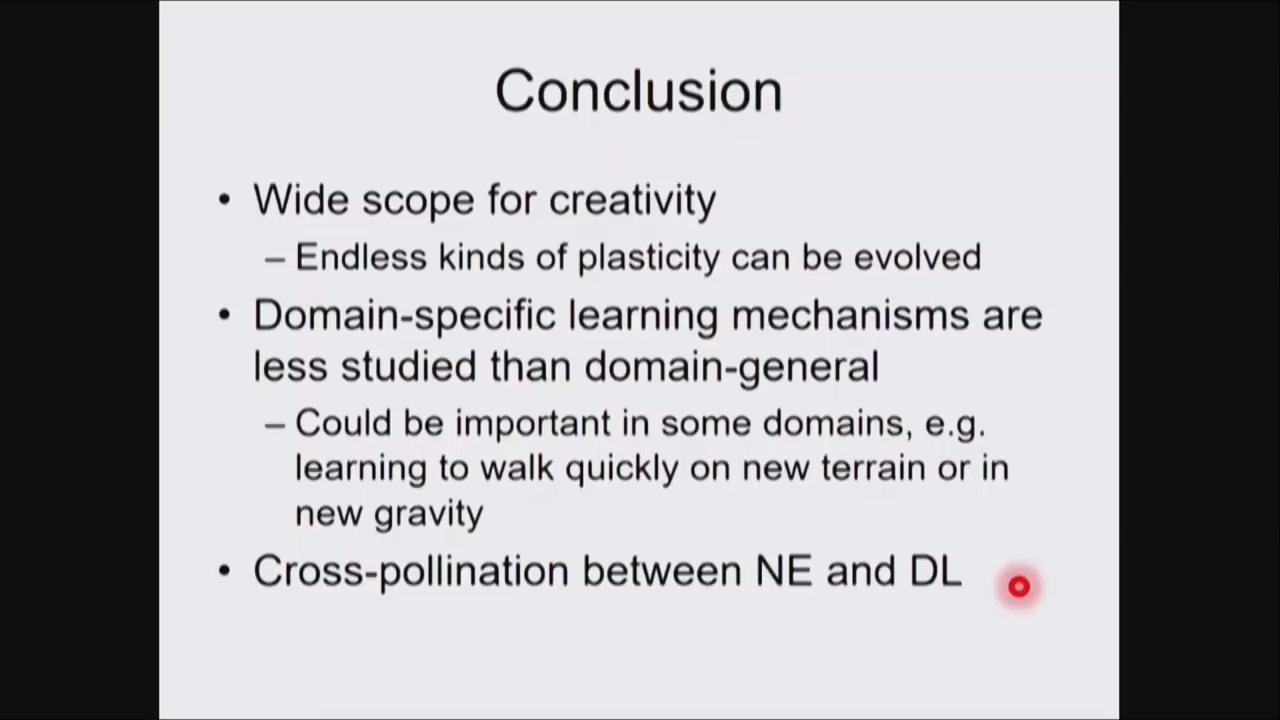 Conclusion
• Wide scope for creativity
– Endless kinds of plasticity can be evolved
• Domain-specific learning mechanisms are
less studied than domain-general
– Could be important in some domains, e.g.
learning to walk quickly on new terrain or in
new gravity
• Cross-pollination between NE and DL